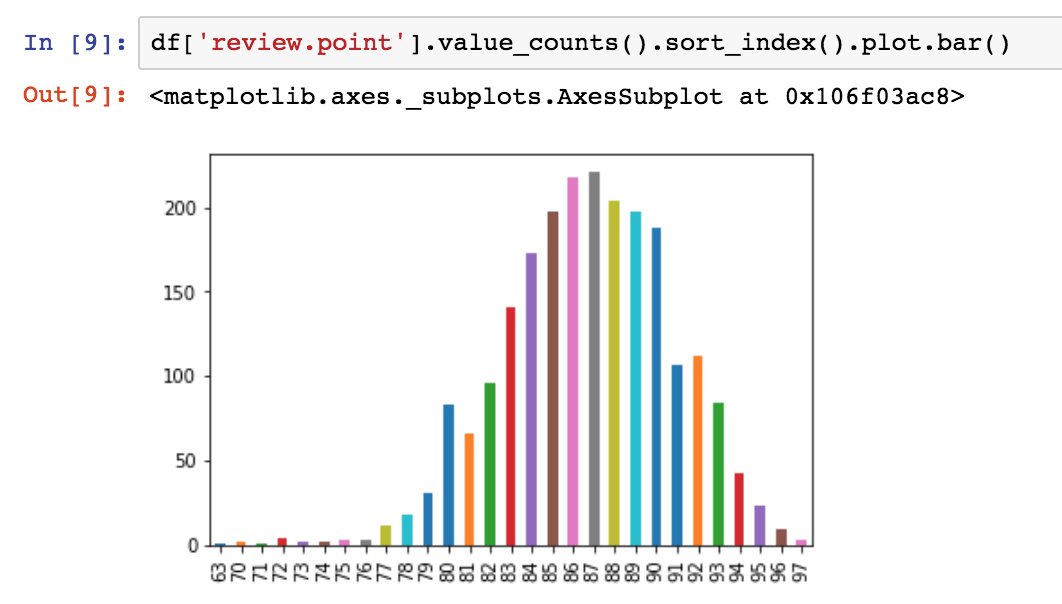 In [9]: df['review.point'].value_counts().sort_index().plot.bar()
Out[9]: <matplotlib.axes._subplots.AxesSubplot at 0x106f03ac8>
200
150
100
50
0
63 70 71 72 73 74 75 76 77 78 79 80 81 82 83 84 85 86 87 88 89 90 91 92 93 94 95 96 97